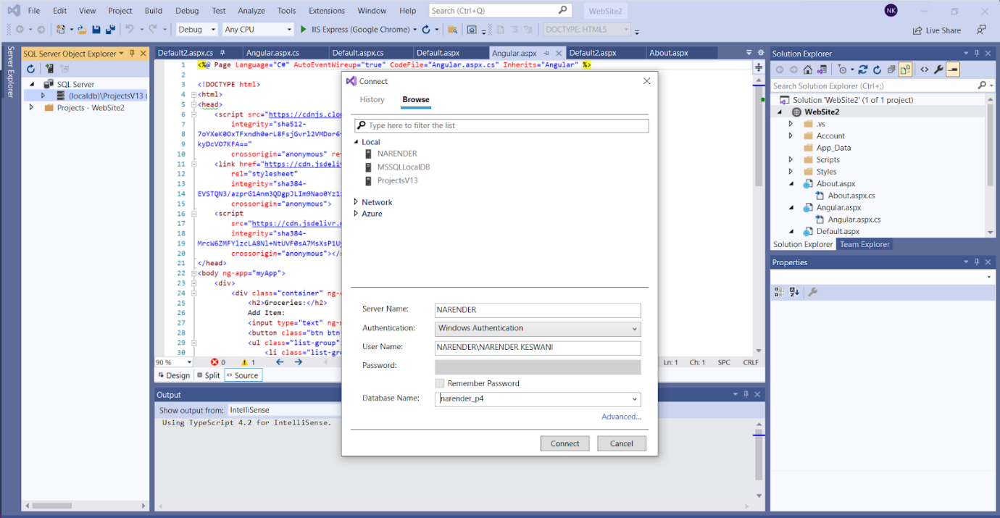 File Edit View Project Build Debug Test Analyze Tools Extensions Window Help Search (Ctrl+Q) WebSite2 NK
Debug Any CPU IIS Express (Google Chrome) DOCTYPE: HTML5 Live Share
Server Explorer
SQL Server Object Explorer
SQL Server
(localdb)\ProjectsV13 (
Projects - WebSite2
Default2.aspx.cs Angular.aspx.cs Default.aspx.cs Default.aspx Angular.aspx Default2.aspx About.aspx
1 <%@ Page Language="C#" AutoEventWireup="true" CodeFile="Angular.aspx.cs" Inherits="Angular" %>
2
3 <!DOCTYPE html>
4 <html>
5 <head>
6 <script src="https://cdnjs.clou
7 integrity="sha512-
8 7oYXeK0OxTFxndh0erL8FsjGvrl2VMDor6
9 kyDcVO7KFA=="
10 crossorigin="anonymous" re
11 <link href="https://cdn.jsdeliv
12 rel="stylesheet"
13 integrity="sha384-
14 EVSTQN3/azprG1Anm3QDgpJLIm9Nao0Yz1
15 crossorigin="anonymous">
16 <script
17 src="https://cdn.jsdelivr.
18 integrity="sha384-
19 MrcW6ZMFYlzcLA8Nl+NtUVF0sA7MsXsP1Uy
20 crossorigin="anonymous"></s
21 </head>
22 <body ng-app="myApp">
23 <div>
24 <div class="container" ng-
25 <h2>Groceries:</h2>
26 Add Item:
27 <input type="text" ng-
28 <button class="btn btn-
29 <ul class="list-group"
30 <li class="list-gro
90 % 0 1 Ln: 1 Ch: 1 SPC CRLF
Design Split Source
Output
Show output from: IntelliSense
Using TypeScript 4.2 for IntelliSense.
Connect
History Browse
Type here to filter the list
Local
NARENDER
MSSQLLocalDB
ProjectsV13
Network
Azure
Server Name: NARENDER
Authentication: Windows Authentication
User Name: NARENDER\NARENDER KESWANI
Password:
Remember Password
Database Name: narender_p4
Advanced...
Connect Cancel
Solution Explorer
Search Solution Explorer (Ctrl+;)
Solution 'WebSite2' (1 of 1 project)
WebSite2
.vs
Account
App_Data
Scripts
Styles
About.aspx
About.aspx.cs
Angular.aspx
Angular.aspx.cs
Default.aspx
Solution Explorer Team Explorer
Properties